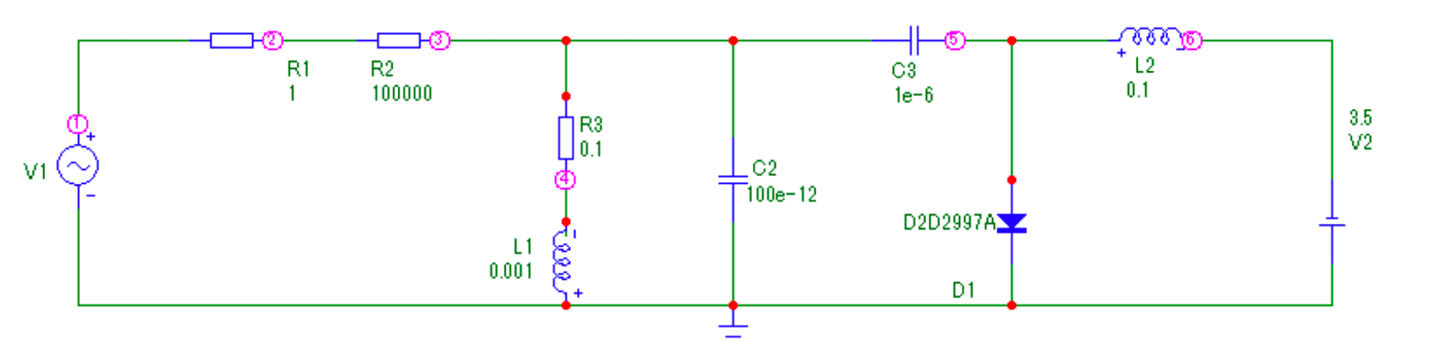 2
3
5
6
R1
1
R2
100000
C3
1e-6
L2
0.1
1
V1
R3
0.1
4
C2
100e-12
3.5
V2
D2D2997A
L1
0.001
D1